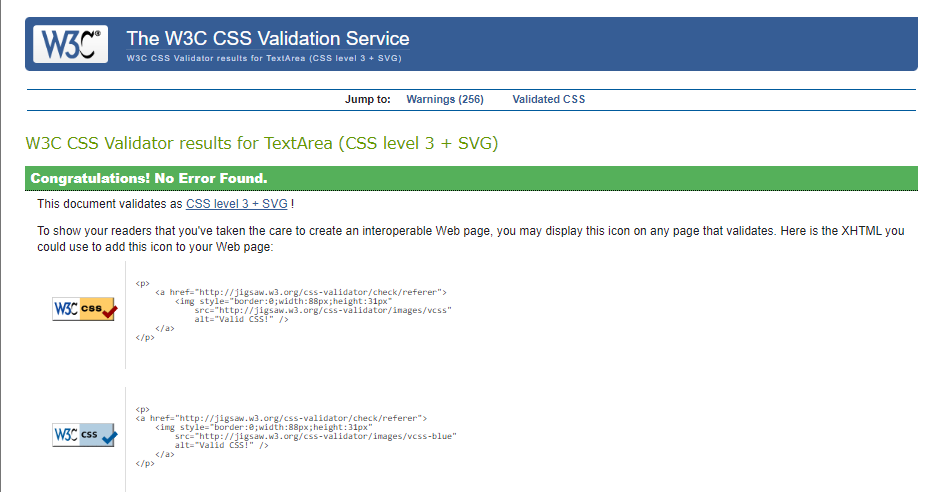 W3C® The W3C CSS Validation Service
W3C CSS Validator results for TextArea (CSS level 3 + SVG)
Jump to: Warnings (256) Validated CSS
W3C CSS Validator results for TextArea (CSS level 3 + SVG)
Congratulations! No Error Found.
This document validates as CSS level 3 + SVG !
To show your readers that you've taken the care to create an interoperable Web page, you may display this icon on any page that validates. Here is the XHTML you
could use to add this icon to your Web page:
<p>
<a href="http://jigsaw.w3.org/css-validator/check/referer">
<img style="border:0;width:88px;height:31px"
W3C css
src="http://jigsaw.w3.org/css-validator/images/vcss"
alt="Valid CSS!" />
</a>
</p>
<p>
<a href="http://jigsaw.w3.org/css-validator/check/referer">
<img style="border:0;width:88px;height:31px"
W3C css
src="http://jigsaw.w3.org/css-validator/images/vcss-blue"
alt="Valid CSS!" />
</a>
</p>